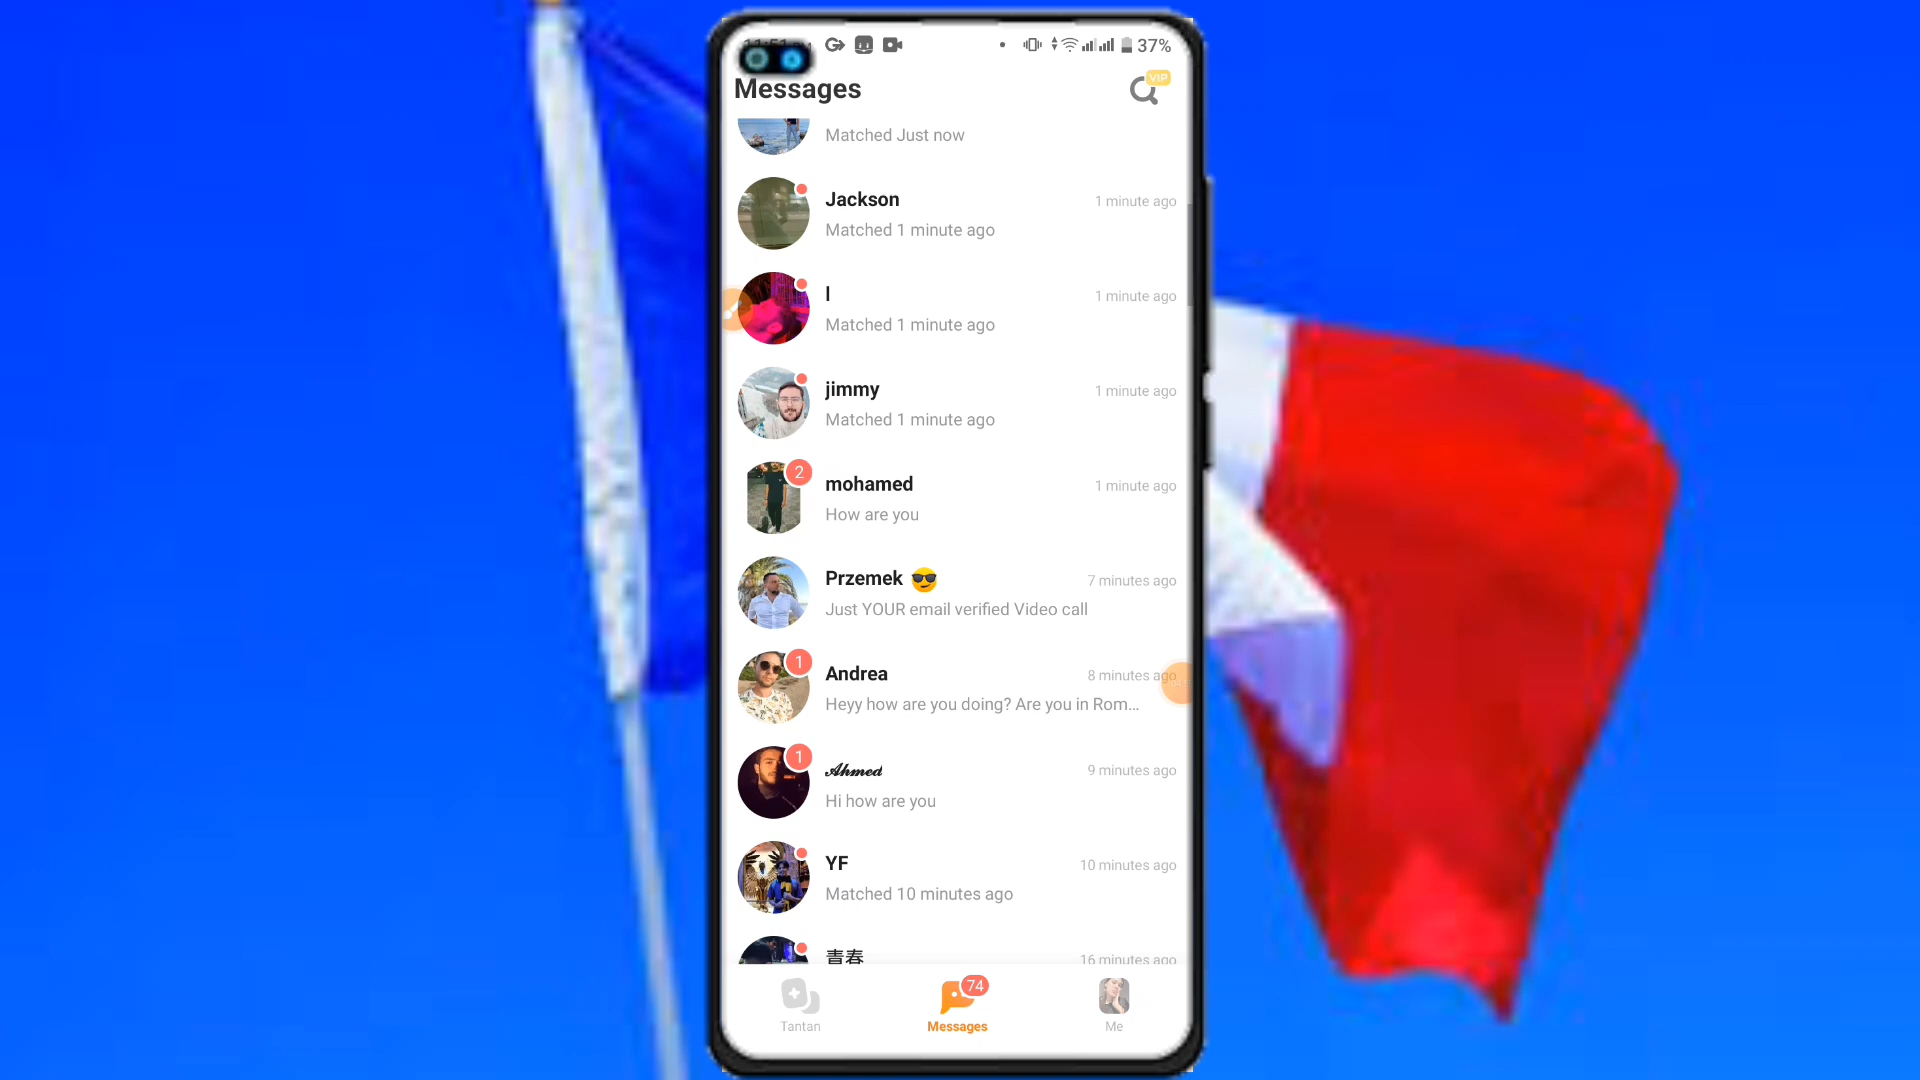 37%
Messages
VIP
Matched Just now
Jackson
1 minute ago
Matched 1 minute ago
l
1 minute ago
Matched 1 minute ago
jimmy
1 minute ago
Matched 1 minute ago
2
mohamed
1 minute ago
How are you
Przemek 😎
7 minutes ago
Just YOUR email verified Video call
1
Andrea
8 minutes ago
Heyy how are you doing? Are you in Rom...
1
𝓐𝓱𝓶𝓮𝓭
9 minutes ago
Hi how are you
YF
10 minutes ago
Matched 10 minutes ago
青春
16 minutes ago
74
Tantan
Messages
Me